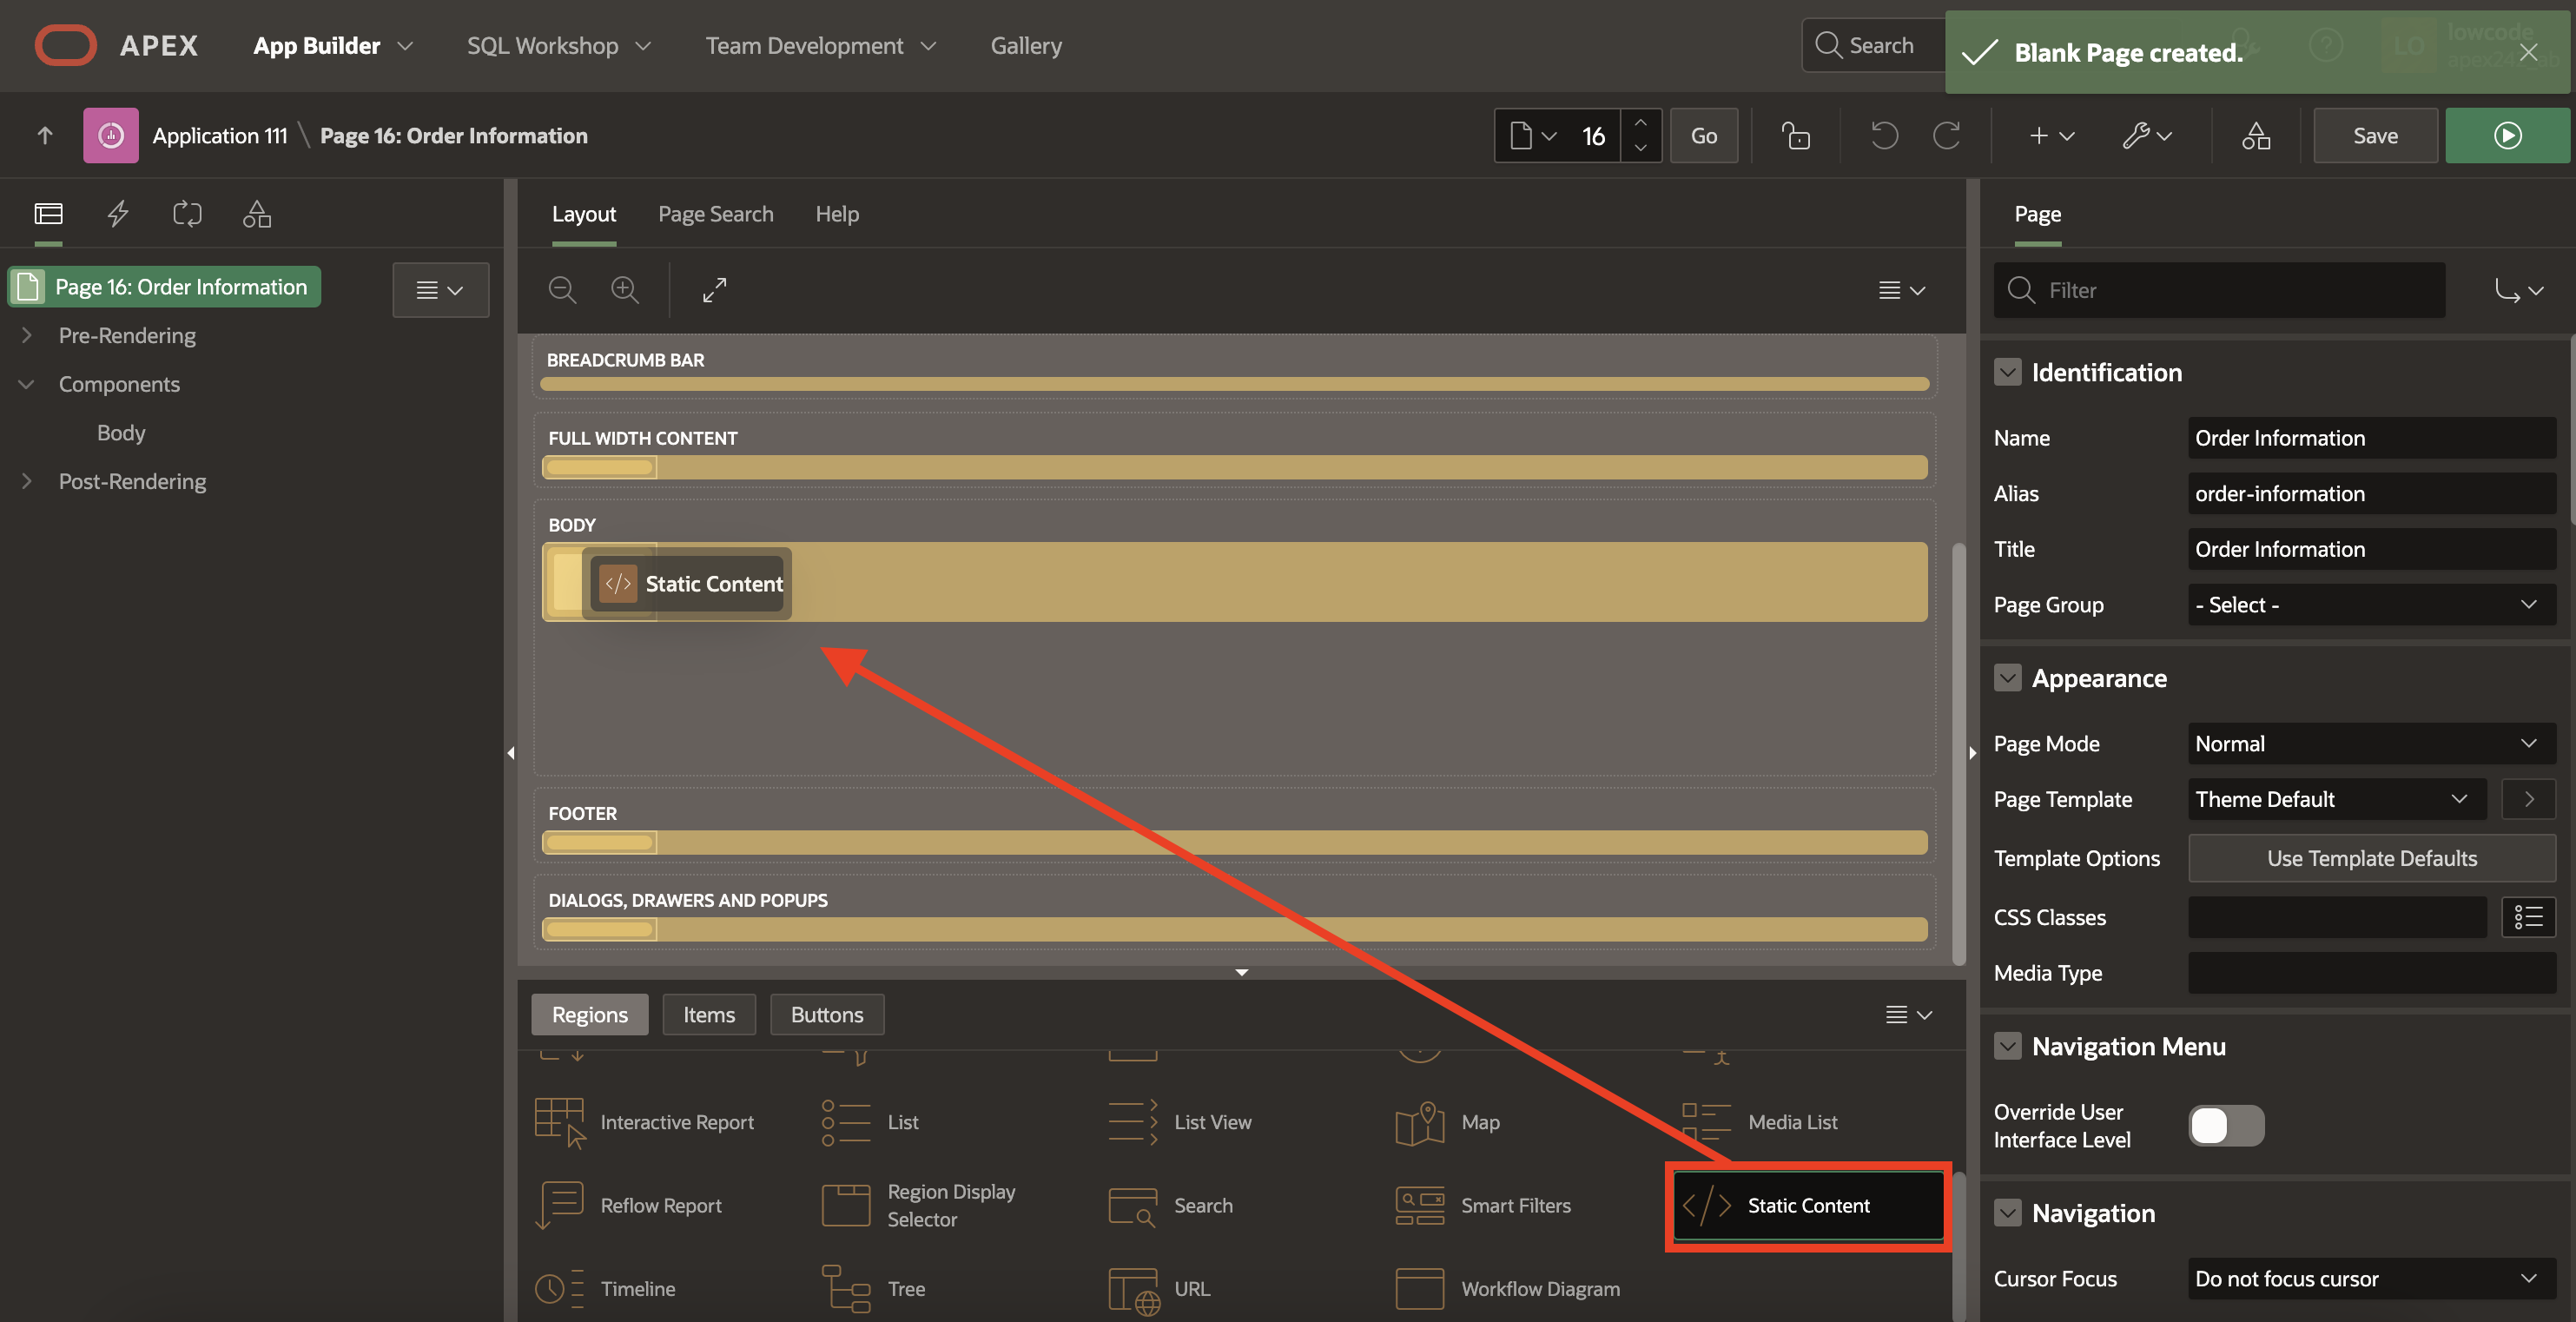 APEX
App Builder
SQL Workshop
Team Development
Gallery
Search
Blank Page created.
lowcode
Application 111 \ Page 16: Order Information
16
Go
Save
Layout
Page Search
Help
Page
Page 16: Order Information
Pre-Rendering
Components
Body
Post-Rendering
BREADCRUMB BAR
FULL WIDTH CONTENT
BODY
</> Static Content
FOOTER
DIALOGS, DRAWERS AND POPUPS
Regions
Items
Buttons
Interactive Report
List
List View
Map
Media List
Reflow Report
Region Display
Selector
Search
Smart Filters
</> Static Content
Timeline
Tree
URL
Workflow Diagram
Filter
Identification
Name
Order Information
Alias
order-information
Title
Order Information
Page Group
- Select -
Appearance
Page Mode
Normal
Page Template
Theme Default
Template Options
Use Template Defaults
CSS Classes
Media Type
Navigation Menu
Override User
Interface Level
Navigation
Cursor Focus
Do not focus cursor